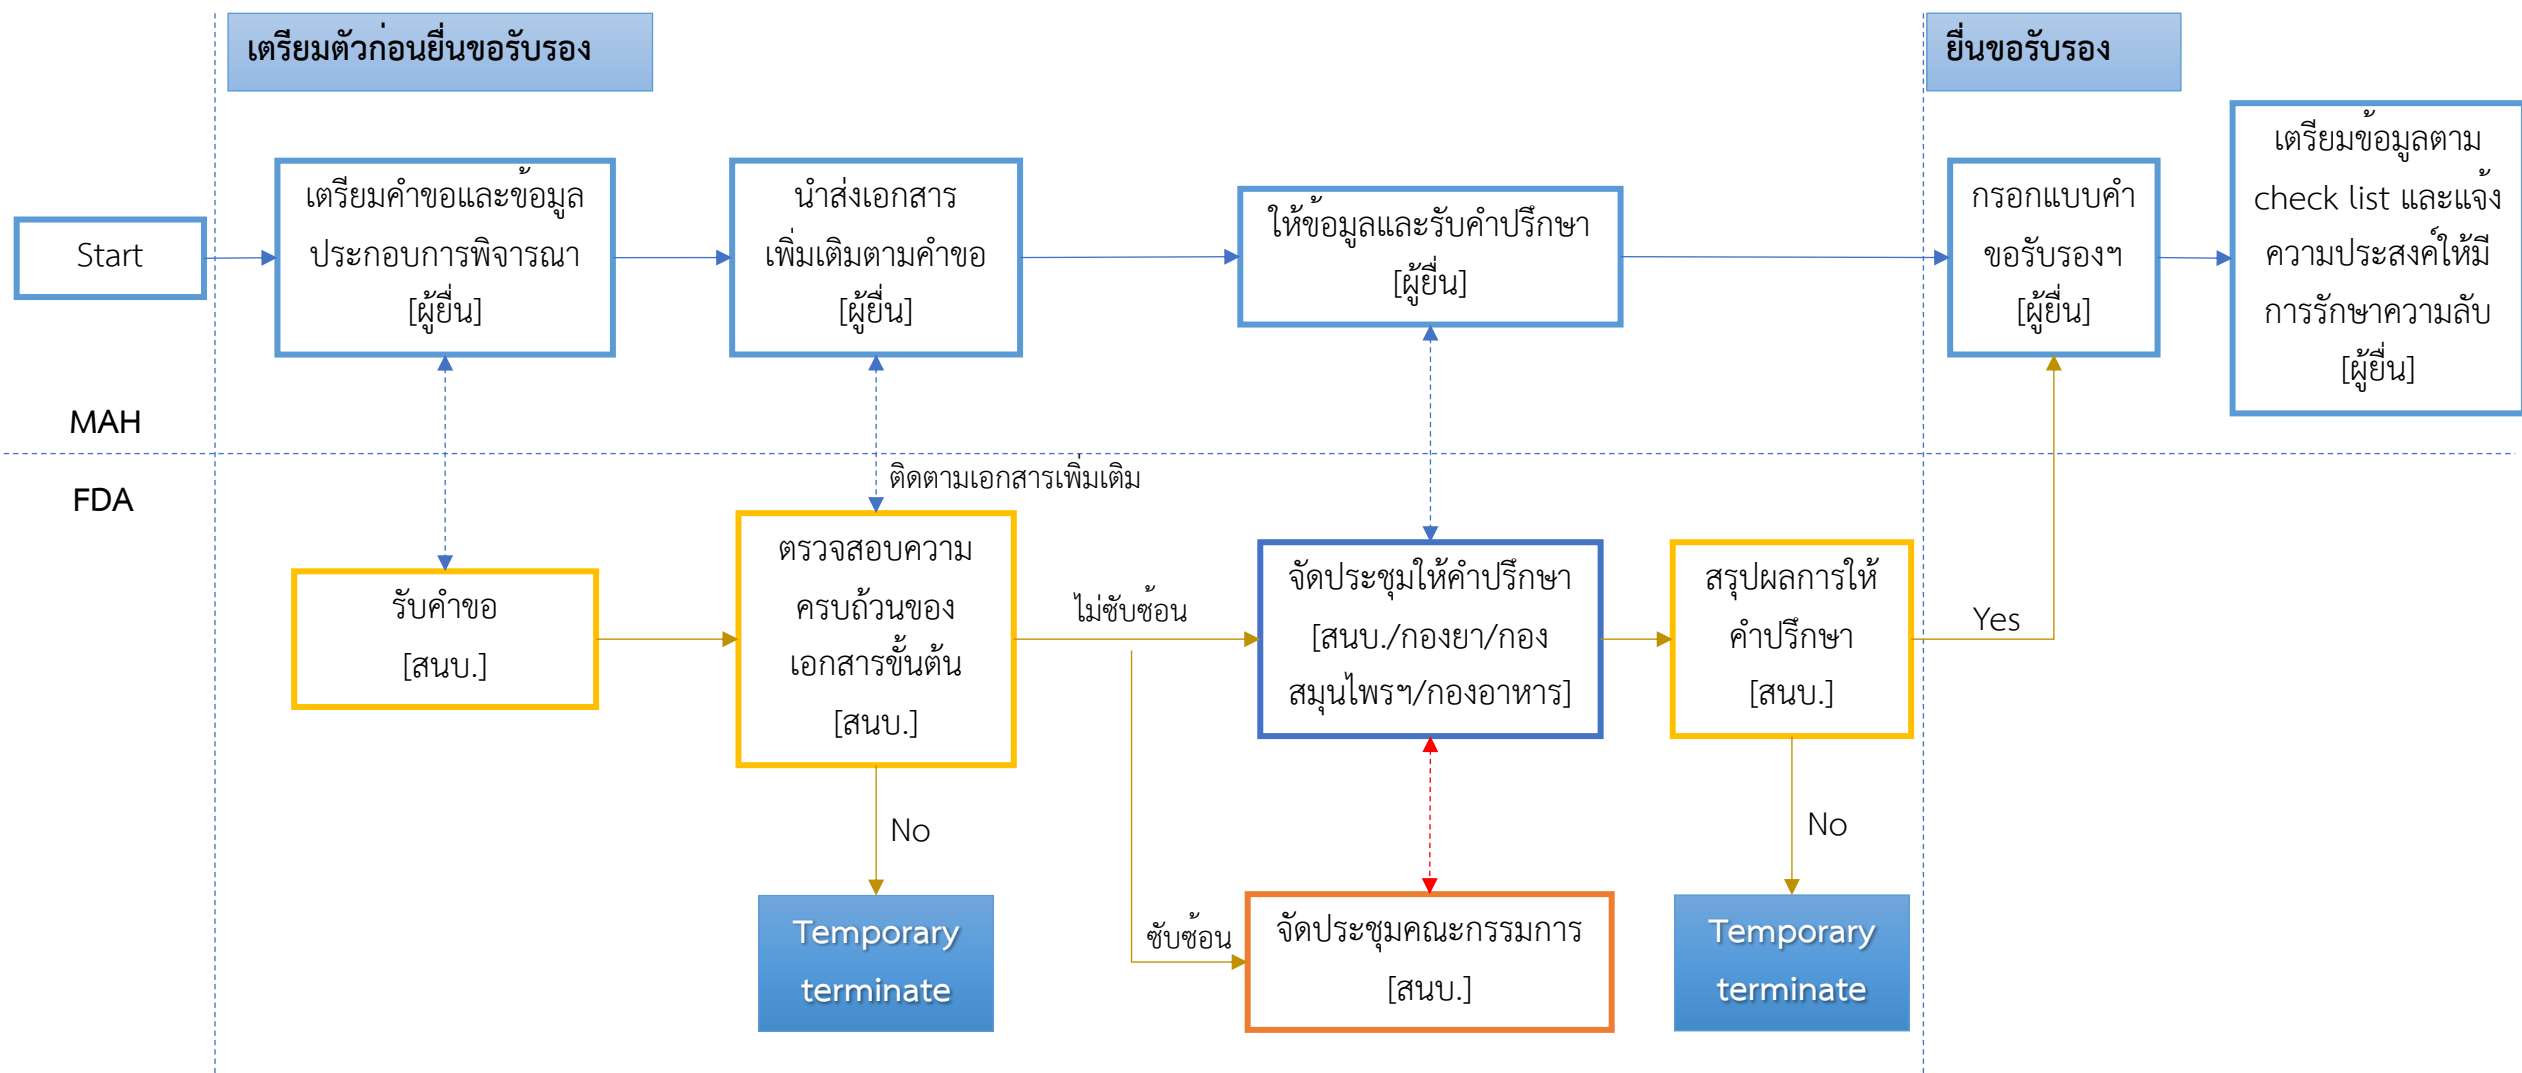 เตรียมตัวก่อนยื่นขอรับรอง
ยื่นขอรับรอง
Start
เตรียมคำขอและข้อมูล
ประกอบการพิจารณา
[ผู้ยื่น]
นำส่งเอกสาร
เพิ่มเติมตามคำขอ
[ผู้ยื่น]
ให้ข้อมูลและรับคำปรึกษา
[ผู้ยื่น]
กรอกแบบคำ
ขอรับรองฯ
[ผู้ยื่น]
เตรียมข้อมูลตาม
check list และแจ้ง
ความประสงค์ให้มี
การรักษาความลับ
[ผู้ยื่น]
MAH
FDA
ติดตามเอกสารเพิ่มเติม
รับคำขอ
[สนบ.]
ตรวจสอบความ
ครบถ้วนของ
เอกสารขั้นต้น
[สนบ.]
ไม่ซับซ้อน
จัดประชุมให้คำปรึกษา
[สนบ./กองยา/กอง
สมุนไพรฯ/กองอาหาร]
สรุปผลการให้
คำปรึกษา
[สนบ.]
Yes
No
No
Temporary
terminate
ซับซ้อน
จัดประชุมคณะกรรมการ
[สนบ.]
Temporary
terminate